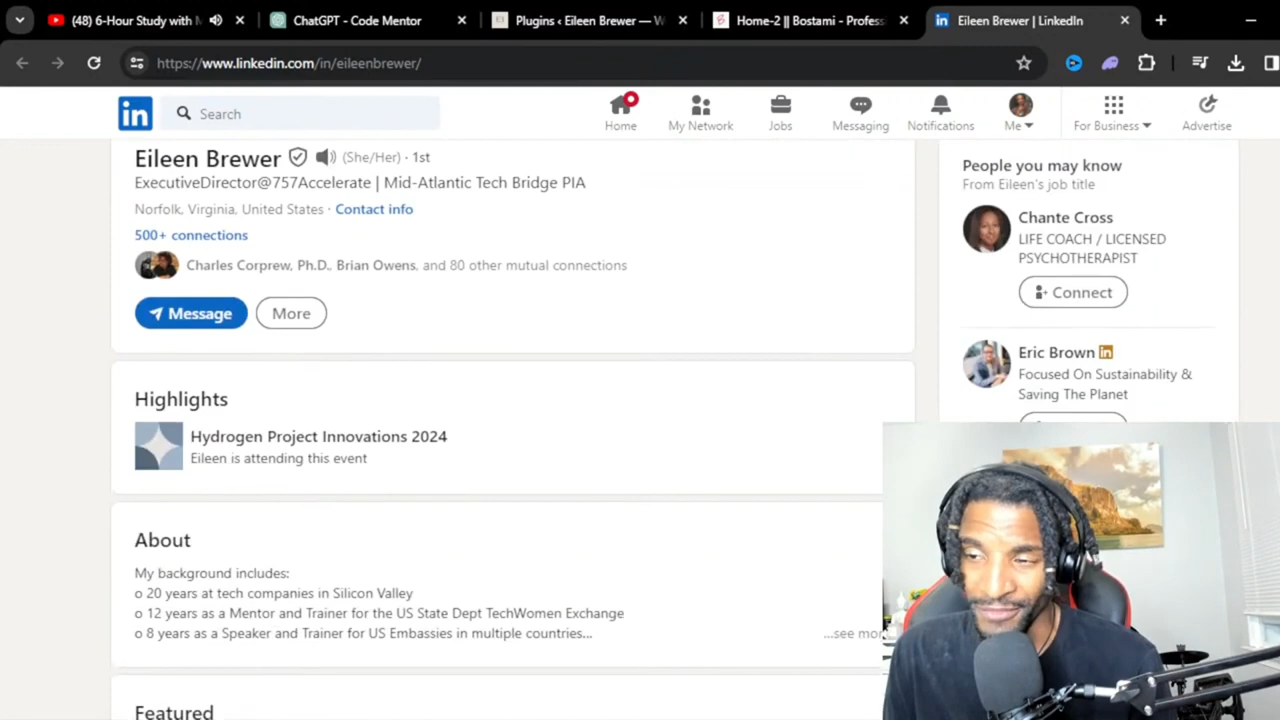 (48) 6-Hour Study with
ChatGPT - Code Mentor
Plugins ‹ Eileen Brewer — W
Home-2 || Bostami - Profess
Eileen Brewer | LinkedIn
https://www.linkedin.com/in/eileenbrewer/
in
Search
Home
My Network
Jobs
Messaging
Notifications
Me
For Business
Advertise
Eileen Brewer (She/Her) · 1st
ExecutiveDirector@757Accelerate | Mid-Atlantic Tech Bridge PIA
Norfolk, Virginia, United States · Contact info
500+ connections
Charles Corprew, Ph.D., Brian Owens, and 80 other mutual connections
Message
More
Highlights
Hydrogen Project Innovations 2024
Eileen is attending this event
About
My background includes:
o 20 years at tech companies in Silicon Valley
o 12 years as a Mentor and Trainer for the US State Dept TechWomen Exchange
o 8 years as a Speaker and Trainer for US Embassies in multiple countries...
...see mor
Featured
People you may know
From Eileen's job title
Chante Cross
LIFE COACH / LICENSED
PSYCHOTHERAPIST
Connect
Eric Brown in
Focused On Sustainability &
Saving The Planet